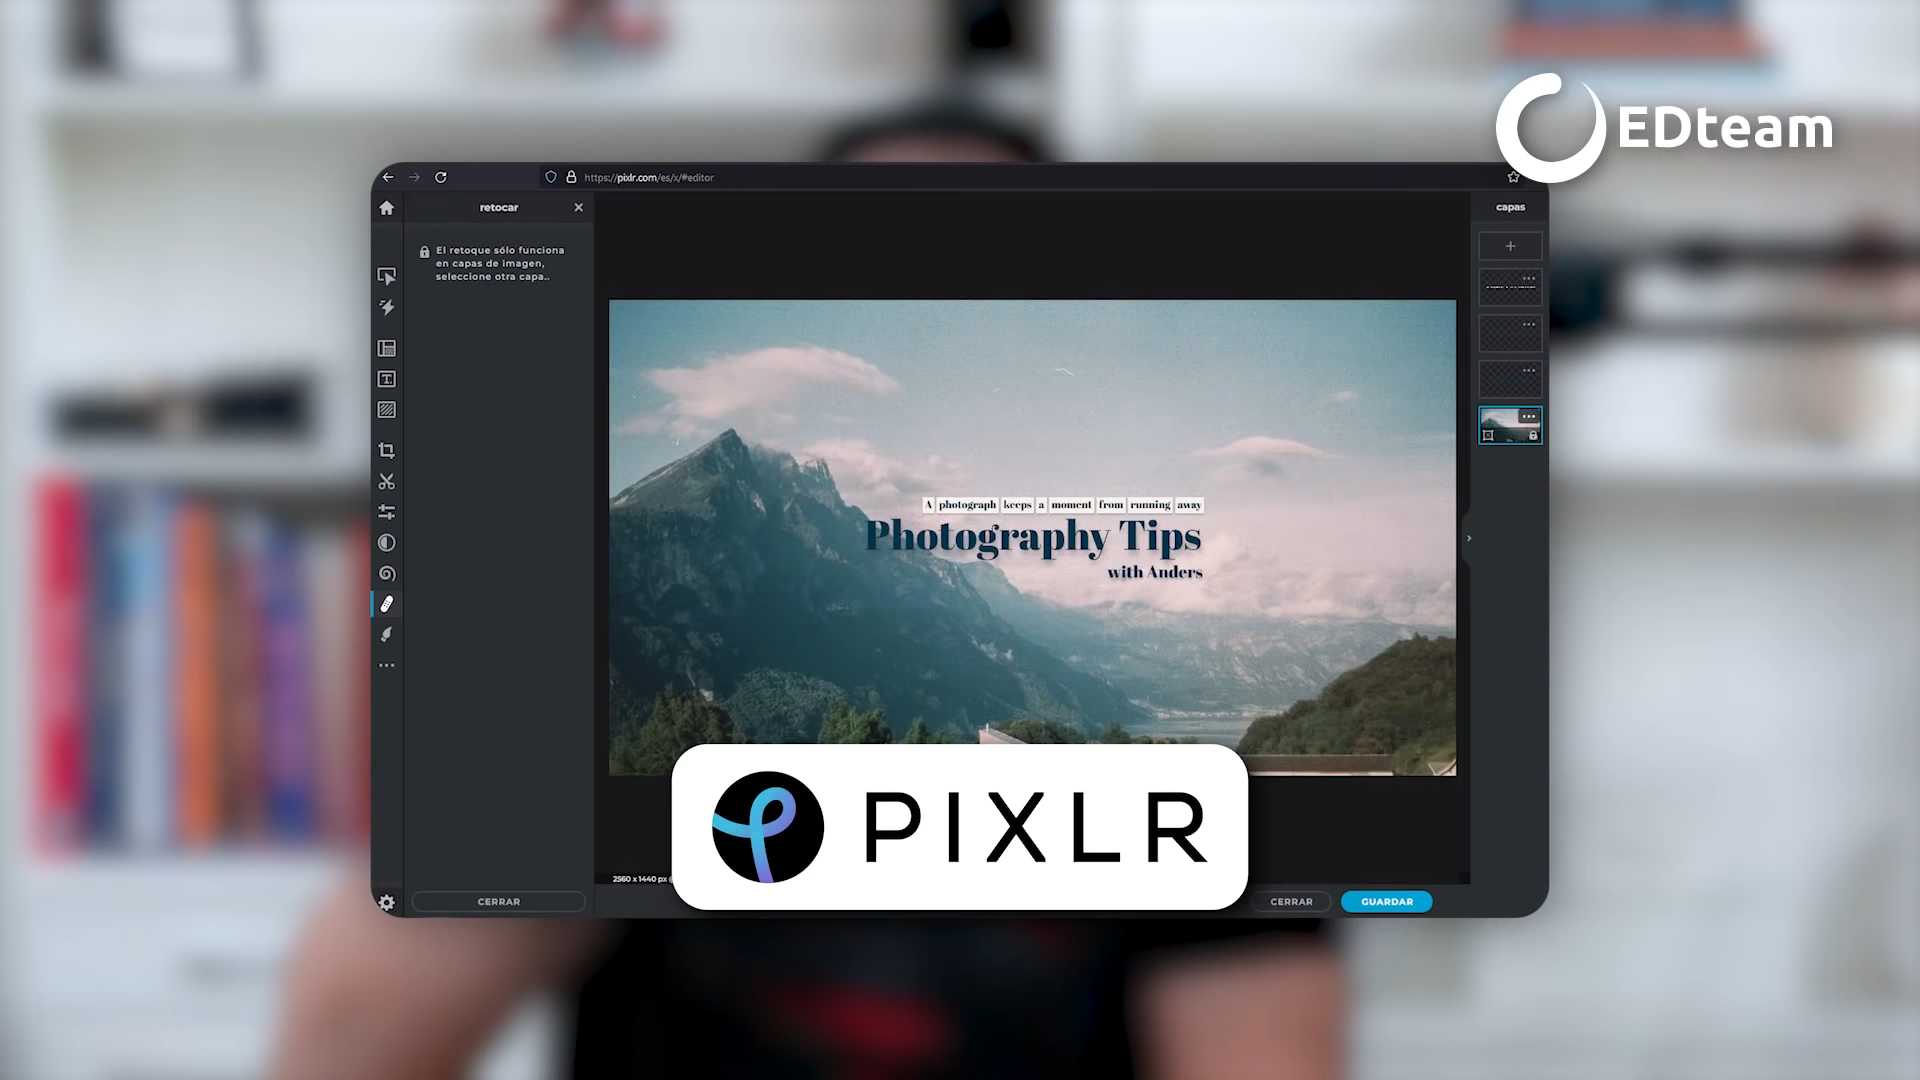 EDteam
https://pixlr.com/es/x/#editor
retocar
El retoque sólo funciona
en capas de imagen,
seleccione otra capa..
capas
A photograph keeps a moment from running away
Photography Tips
with Anders
PIXLR
2560 x 1440 px
CERRAR
CERRAR
GUARDAR